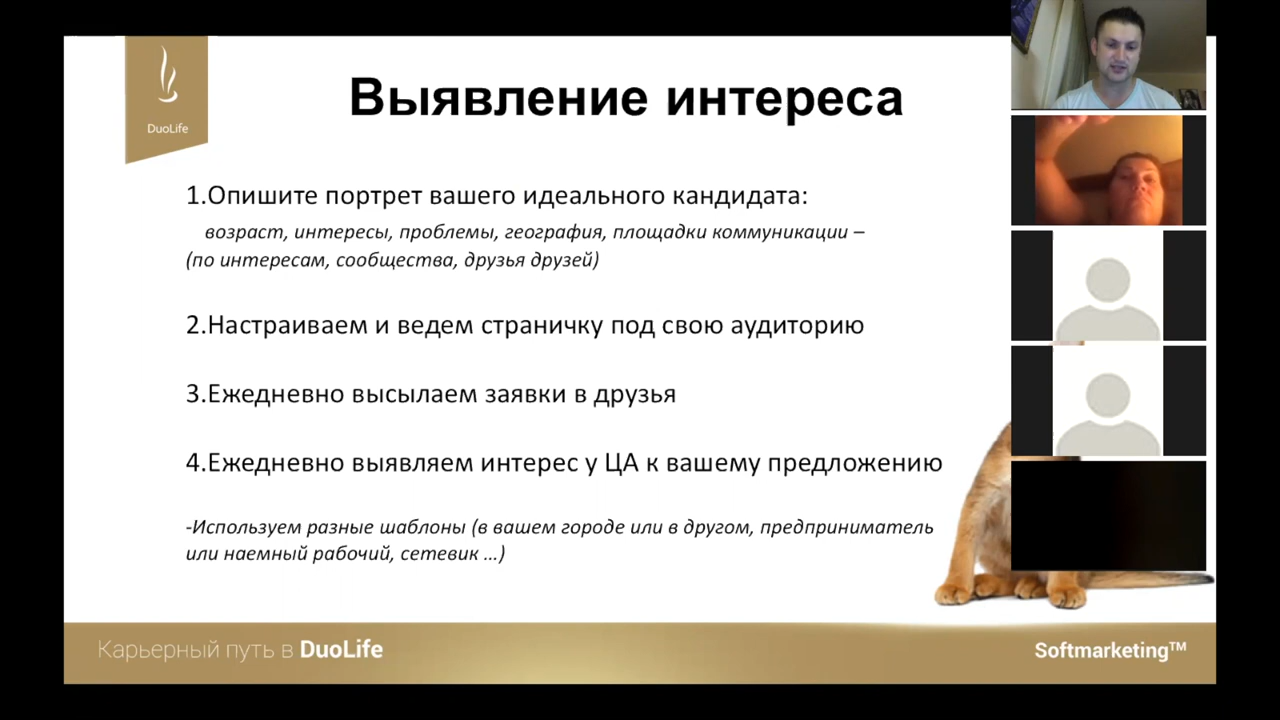 DuoLife
Выявление интереса
1.Опишите портрет вашего идеального кандидата:
возраст, интересы, проблемы, география, площадки коммуникации –
(по интересам, сообщества, друзья друзей)
2.Настраиваем и ведем страничку под свою аудиторию
3.Ежедневно высылаем заявки в друзья
4.Ежедневно выявляем интерес у ЦА к вашему предложению
-Используем разные шаблоны (в вашем городе или в другом, предприниматель
или наемный рабочий, сетевик …)
Карьерный путь в DuoLife
Softmarketing™